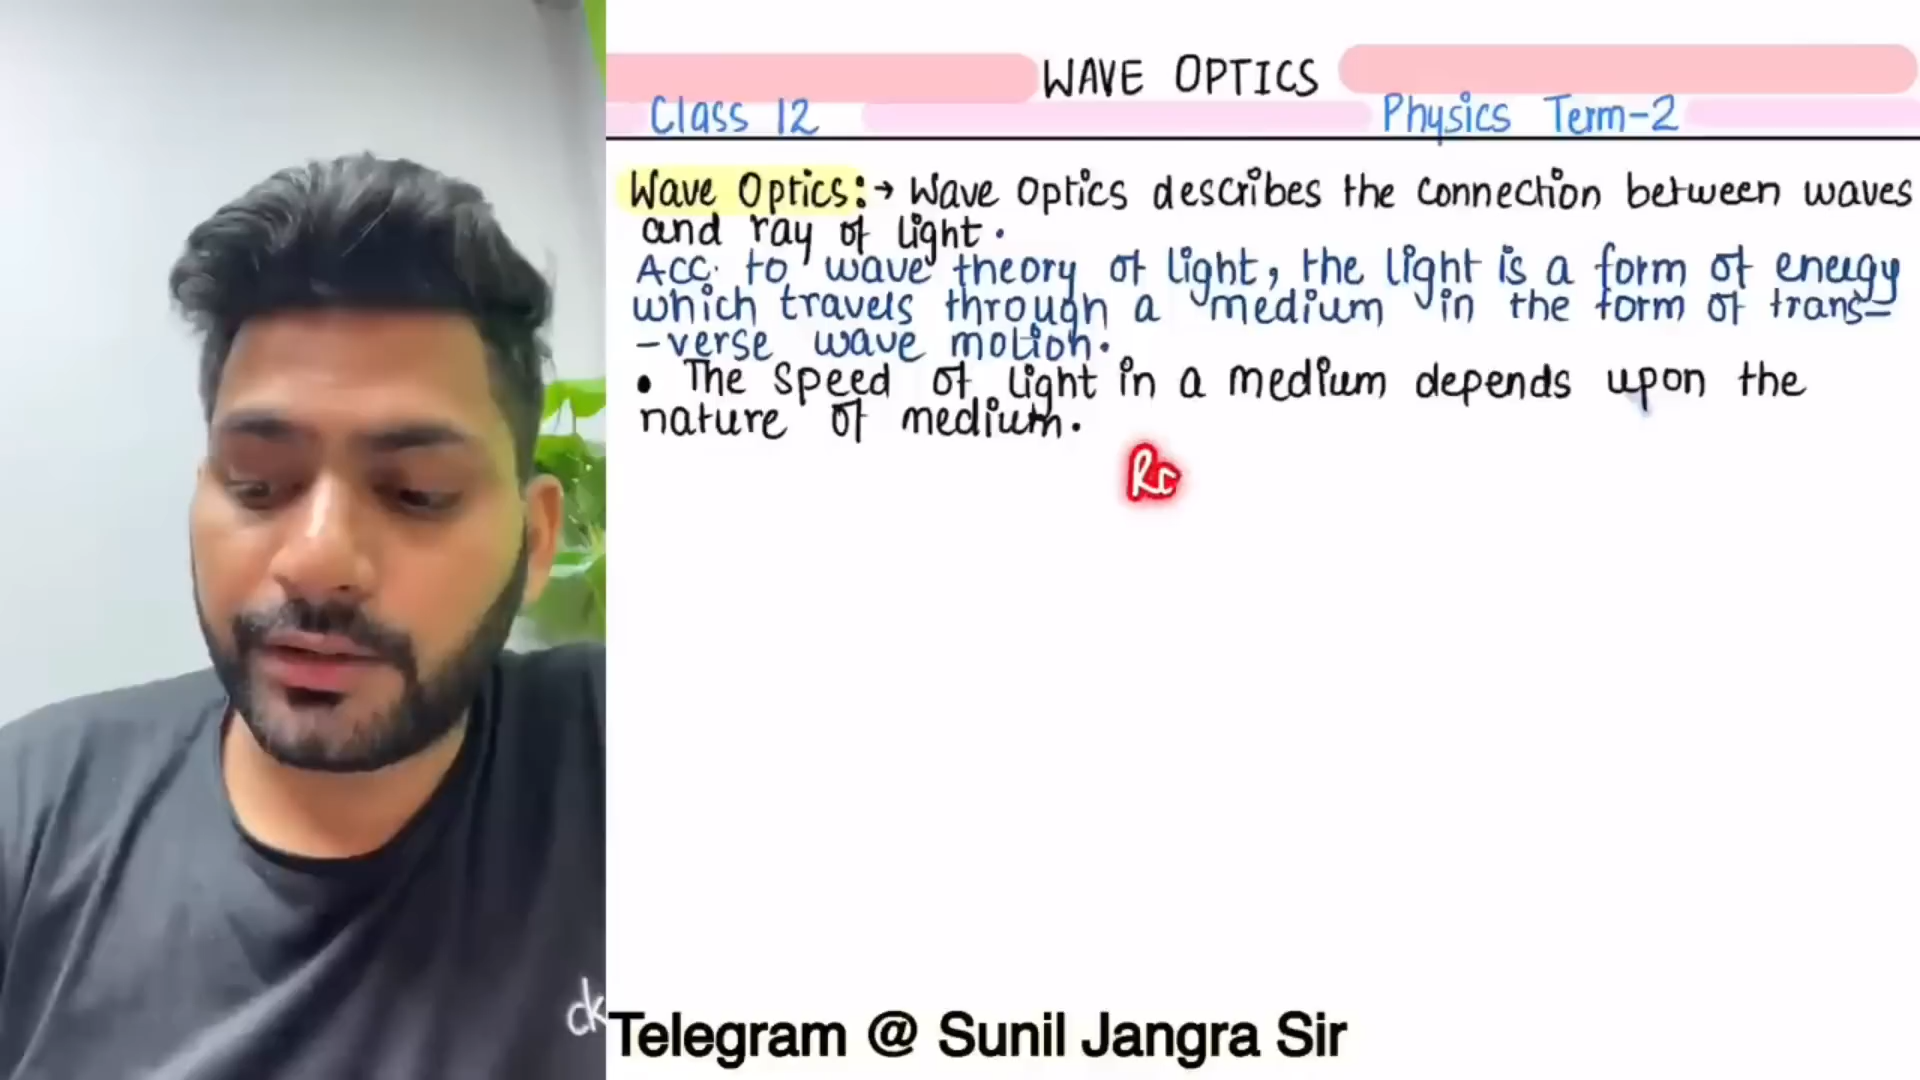 WAVE OPTICS
Class 12 Physics Term-2
Wave Optics:→ Wave Optics describes the connection between waves
and ray of light.
Acc. to wave theory of light, the light is a form of energy
which travels through a medium in the form of trans-
-verse wave motion.
• The speed of light in a medium depends upon the
nature of medium.
ck
Telegram @ Sunil Jangra Sir